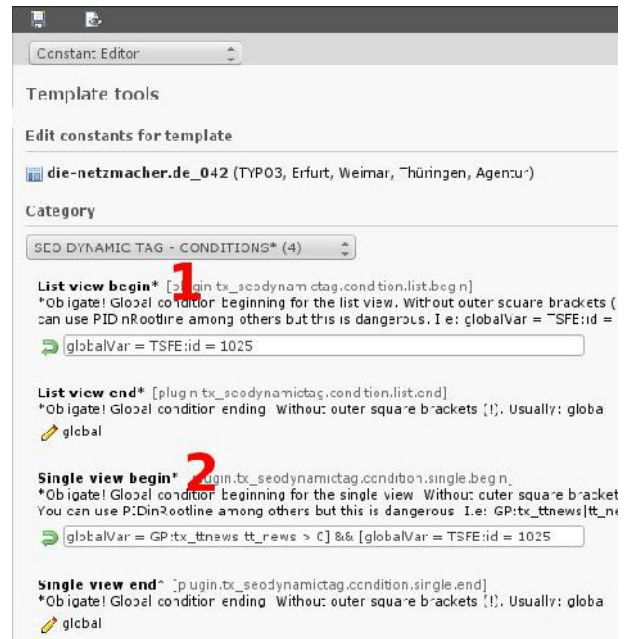 Constant Editor
Template tools
Edit constants for template
die-netzmacher.de_042 (TYPO3, Erfurt, Weimar, Thüringen, Agentur)
Category
SEO DYNAMIC TAG - CONDITIONS* (4)
1
List view begin* [plugin.tx_seodynamictag.condition.list.begin]
*Obligate! Global condition beginning for the list view. Without outer square brackets (
can use PIDinRootline among others but this is dangerous. I.e: globalVar = TSFE:id =
globalVar = TSFE:id = 1025
List view end* [plugin.tx_seodynamictag.condition.list.end]
*Obligate! Global condition ending. Without outer square brackets (!). Usually: globa
global
2
Single view begin* [plugin.tx_seodynamictag.condition.single.begin]
*Obligate! Global condition beginning for the single view. Without outer square bracket
You can use PIDinRootline among others but this is dangerous. I.e: GP:tx_ttnews|tt_ne
globalVar = GP:tx_ttnews|tt_news > 0] && [globalVar = TSFE:id = 1025
Single view end* [plugin.tx_seodynamictag.condition.single.end]
*Obligate! Global condition ending. Without outer square brackets (!). Usually: globa
global